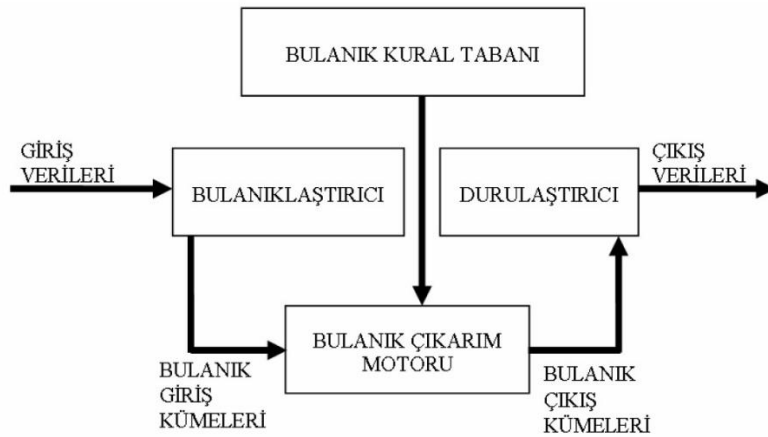 BULANIK KURAL TABANI
GİRİŞ
VERİLERİ
BULANIKLAŞTIRICI
DURULAŞTIRICI
ÇIKIŞ
VERİLERİ
BULANIK ÇIKARIM
MOTORU
BULANIK
GİRİŞ
KÜMELERİ
BULANIK
ÇIKIŞ
KÜMELERİ